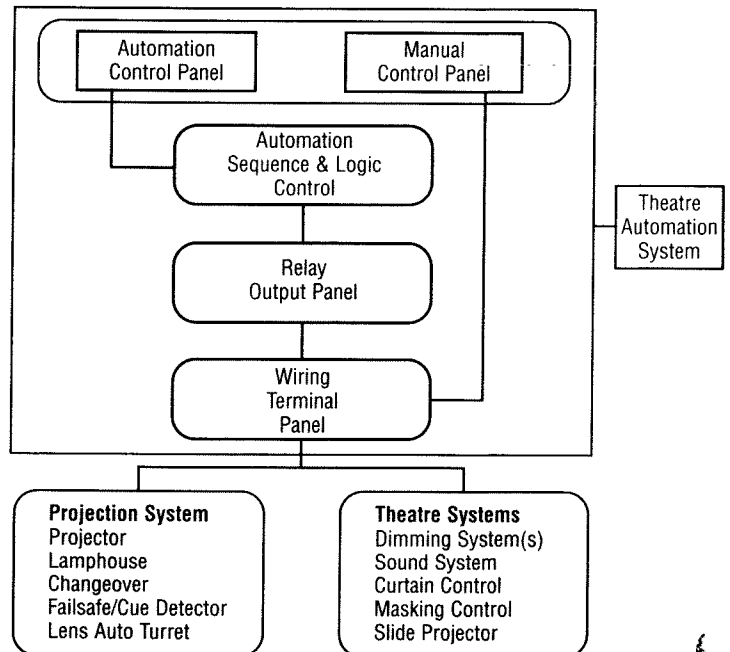 Automation
Control Panel
Manual
Control Panel
Automation
Sequence & Logic
Control
Relay
Output Panel
Wiring
Terminal
Panel
Theatre
Automation
System
Projection System
Projector
Lamphouse
Changeover
Failsafe/Cue Detector
Lens Auto Turret
Theatre Systems
Dimming System(s)
Sound System
Curtain Control
Masking Control
Slide Projector